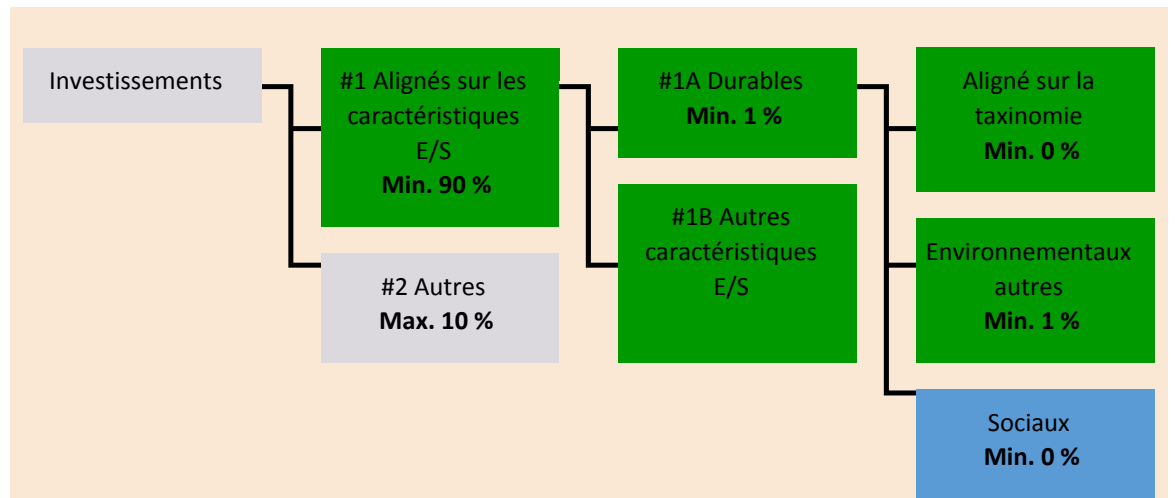 Investissements
#1 Alignés sur les
caractéristiques
E/S
Min. 90 %
#2 Autres
Max. 10 %
#1A Durables
Min. 1 %
#1B Autres
caractéristiques
E/S
Aligné sur la
taxinomie
Min. 0 %
Environnementaux
autres
Min. 1 %
Sociaux
Min. 0 %